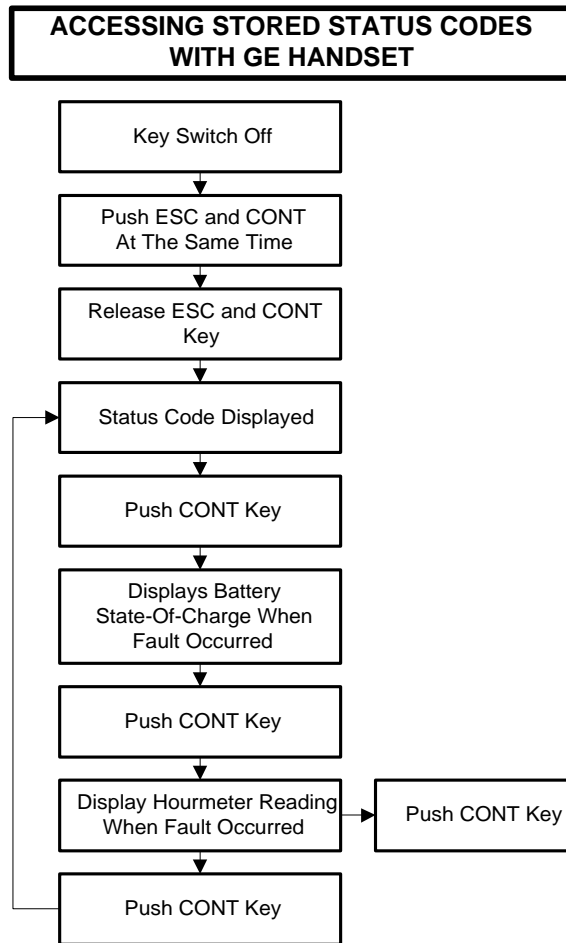 ACCESSING STORED STATUS CODES
WITH GE HANDSET
Key Switch Off
Push ESC and CONT
At The Same Time
Release ESC and CONT
Key
Status Code Displayed
Push CONT Key
Displays Battery
State-Of-Charge When
Fault Occurred
Push CONT Key
Display Hourmeter Reading
When Fault Occurred
Push CONT Key
Push CONT Key